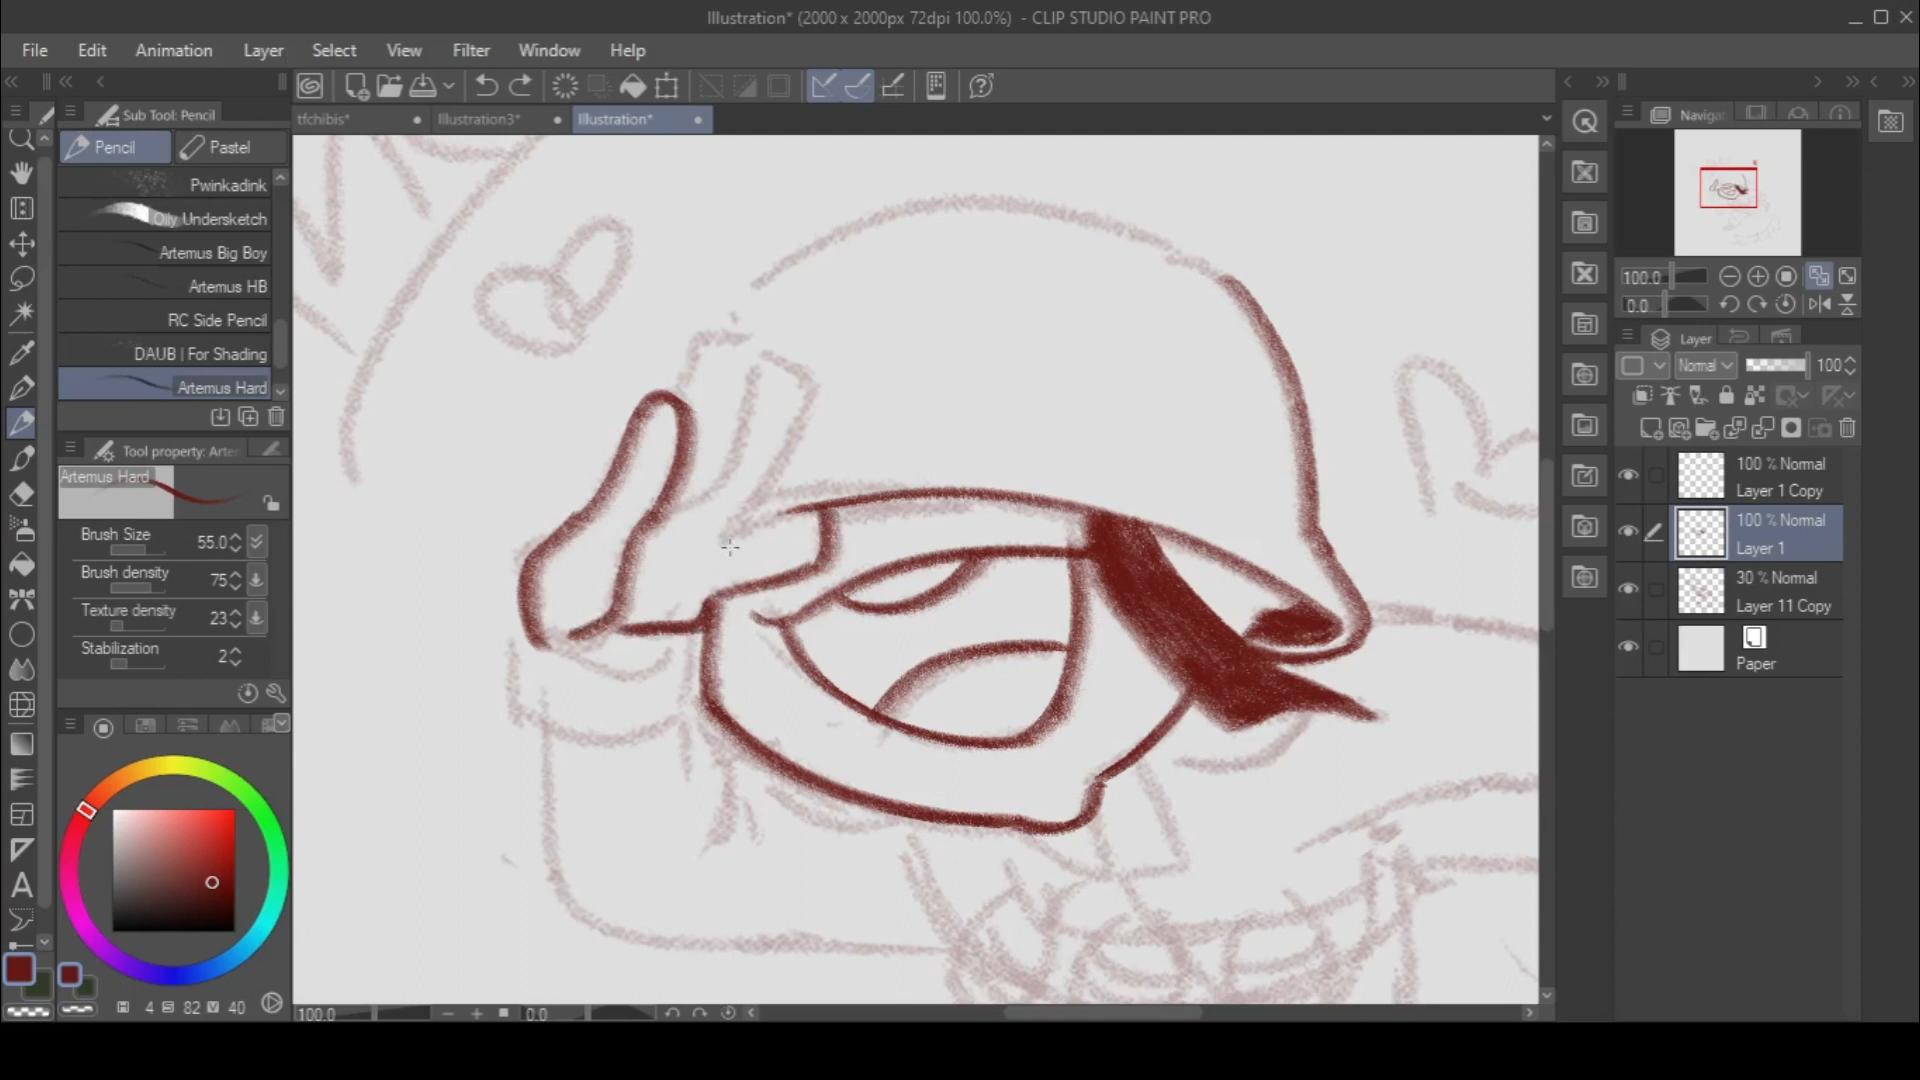 Illustration* (2000 x 2000px 72dpi 100.0%) - CLIP STUDIO PAINT PRO
File Edit Animation Layer Select View Filter Window Help
Sub Tool: Pencil
tfchibis* Illustration3* Illustration*
Pencil Pastel
Pwinkadink
Oily Undersketch
Artemus Big Boy
Artemus HB
RC Side Pencil
DAUB | For Shading
Artemus Hard
Tool property: Arter
Artemus Hard
Brush Size 55.0
Brush density 75
Texture density 23
Stabilization 2
H 4 S 82 V 40
100.0 0.0
Navigat
100.0
0.0
Layer
Normal 100
100 % Normal
Layer 1 Copy
100 % Normal
Layer 1
30 % Normal
Layer 11 Copy
Paper